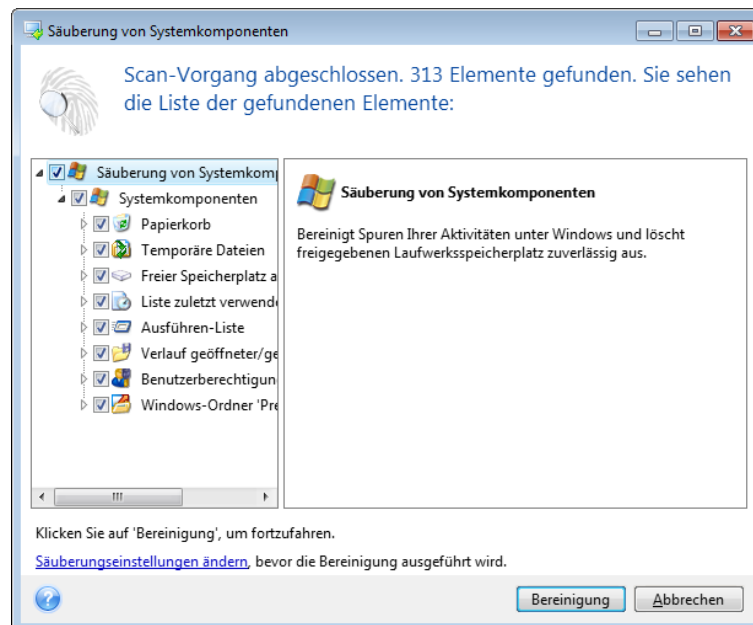 Säuberung von Systemkomponenten
Scan-Vorgang abgeschlossen. 313 Elemente gefunden. Sie sehen
die Liste der gefundenen Elemente:
Säuberung von Systemkom
Systemkomponenten
Papierkorb
Temporäre Dateien
Freier Speicherplatz a
Liste zuletzt verwend
Ausführen-Liste
Verlauf geöffneter/ge
Benutzerberechtigun
Windows-Ordner 'Pre
Säuberung von Systemkomponenten
Bereinigt Spuren Ihrer Aktivitäten unter Windows und löscht
freigegebenen Laufwerksspeicherplatz zuverlässig aus.
Klicken Sie auf 'Bereinigung', um fortzufahren.
Säuberungseinstellungen ändern, bevor die Bereinigung ausgeführt wird.
Bereinigung
Abbrechen